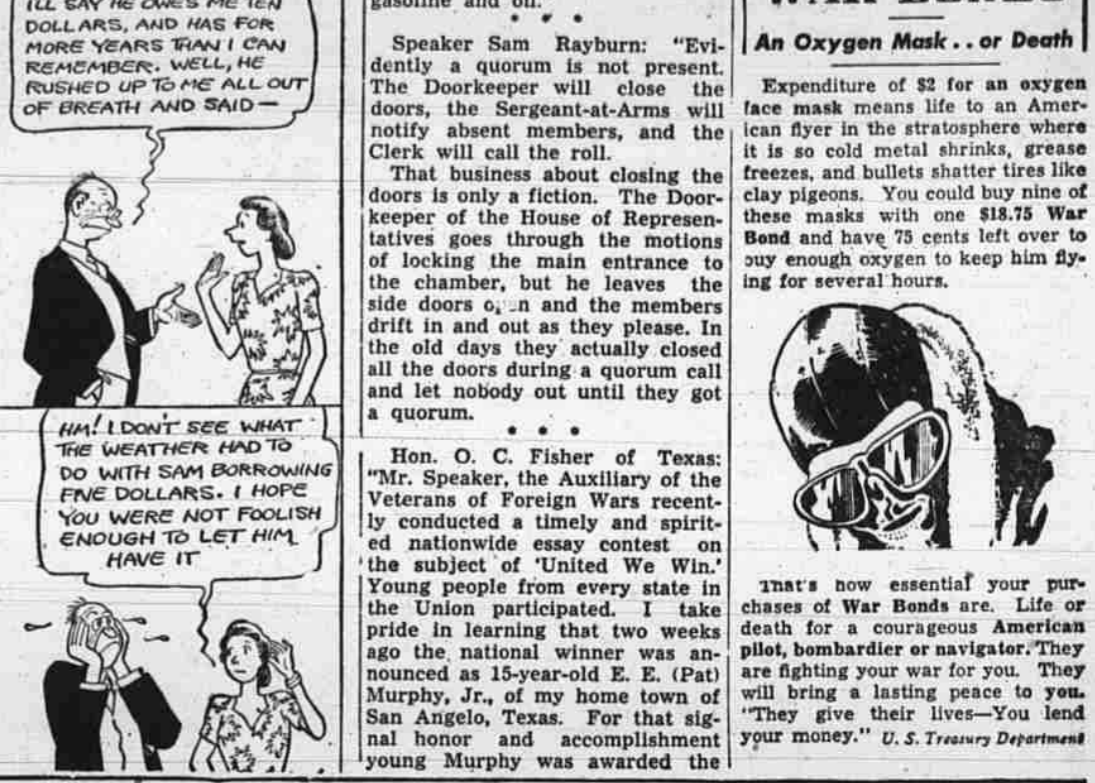 I'LL SAY HE OWES ME TEN
DOLLARS, AND HAS FOR
MORE YEARS THAN I CAN
REMEMBER. WELL, HE
RUSHED UP TO ME ALL OUT
OF BREATH AND SAID—
HM! I DON'T SEE WHAT
THE WEATHER HAD TO
DO WITH SAM BORROWING
FIVE DOLLARS. I HOPE
YOU WERE NOT FOOLISH
ENOUGH TO LET HIM
HAVE IT
gasoline and oil.
* * *
Speaker Sam Rayburn: "Evi-
dently a quorum is not present.
The Doorkeeper will close the
doors, the Sergeant-at-Arms will
notify absent members, and the
Clerk will call the roll.
That business about closing the
doors is only a fiction. The Door-
keeper of the House of Represen-
tatives goes through the motions
of locking the main entrance to
the chamber, but he leaves the
side doors open and the members
drift in and out as they please. In
the old days they actually closed
all the doors during a quorum call
and let nobody out until they got
a quorum.
* * *
Hon. O. C. Fisher of Texas:
"Mr. Speaker, the Auxiliary of the
Veterans of Foreign Wars recent-
ly conducted a timely and spirit-
ed nationwide essay contest on
the subject of 'United We Win.'
Young people from every state in
the Union participated. I take
pride in learning that two weeks
ago the national winner was an-
nounced as 15-year-old E. E. (Pat)
Murphy, Jr., of my home town of
San Angelo, Texas. For that sig-
nal honor and accomplishment
young Murphy was awarded the
An Oxygen Mask . . or Death
Expenditure of $2 for an oxygen
face mask means life to an Amer-
ican flyer in the stratosphere where
it is so cold metal shrinks, grease
freezes, and bullets shatter tires like
clay pigeons. You could buy nine of
these masks with one $18.75 War
Bond and have 75 cents left over to
buy enough oxygen to keep him fly-
ing for several hours.
That's how essential your pur-
chases of War Bonds are. Life or
death for a courageous American
pilot, bombardier or navigator. They
are fighting your war for you. They
will bring a lasting peace to you.
"They give their lives—You lend
your money." U. S. Treasury Department